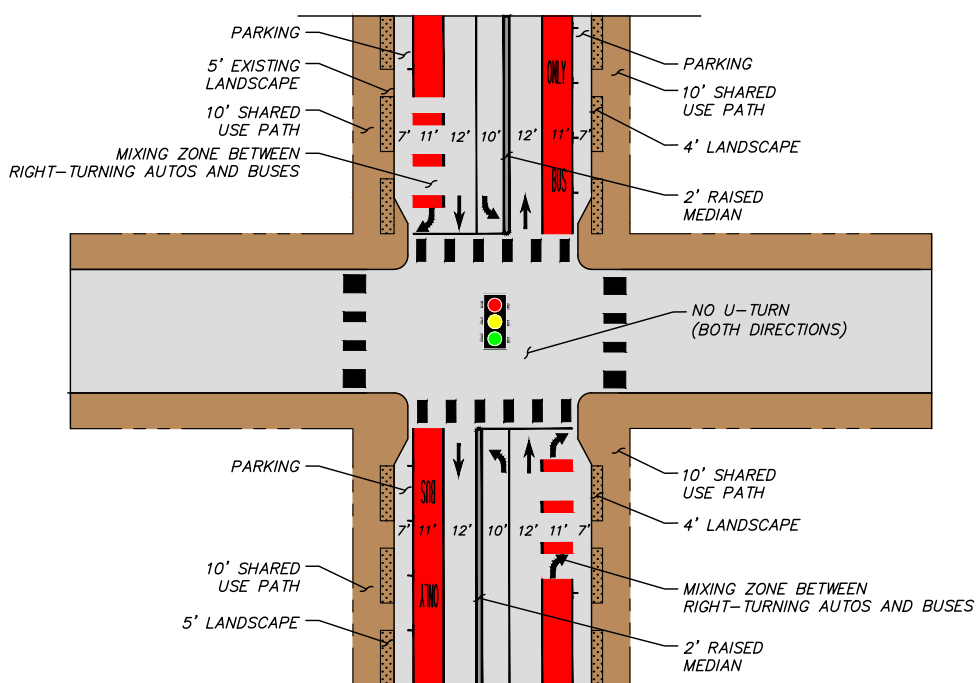 PARKING
5' EXISTING
LANDSCAPE
10' SHARED
USE PATH
MIXING ZONE BETWEEN
RIGHT-TURNING AUTOS AND BUSES
7' 11' 12' 10' 12' 11' 7'
ONLY
BUS
PARKING
10' SHARED
USE PATH
4' LANDSCAPE
2' RAISED
MEDIAN
NO U-TURN
(BOTH DIRECTIONS)
PARKING
10' SHARED
USE PATH
5' LANDSCAPE
BUS
ONLY
7' 11' 12' 10' 12' 11' 7'
10' SHARED
USE PATH
4' LANDSCAPE
MIXING ZONE BETWEEN
RIGHT-TURNING AUTOS AND BUSES
2' RAISED
MEDIAN